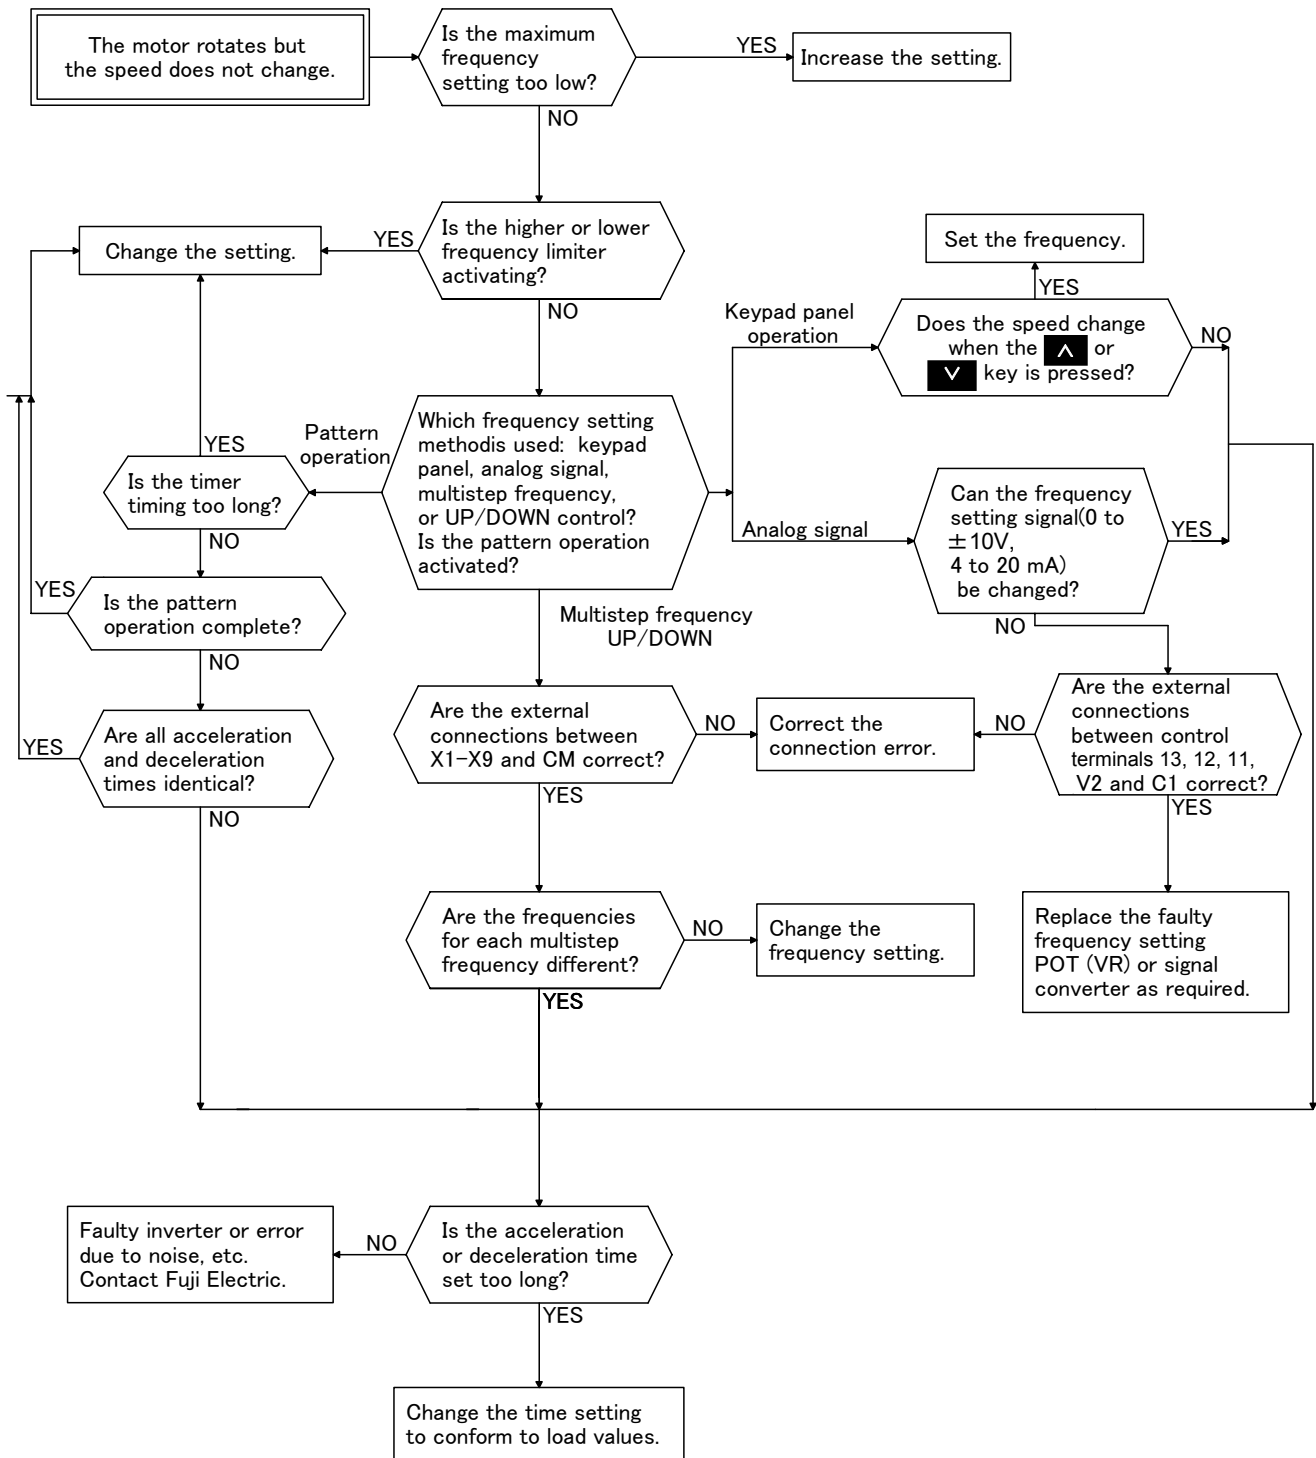 The motor rotates but
the speed does not change.
Is the maximum
frequency
setting too low?
YES
Increase the setting.
NO
Is the higher or lower
frequency limiter
activating?
YES
Change the setting.
NO
Set the frequency.
YES
Keypad panel
operation
Does the speed change
when the ∧ or
∨ key is pressed?
NO
Which frequency setting
methodis used: keypad
panel, analog signal,
multistep frequency,
or UP/DOWN control?
Is the pattern operation
activated?
Pattern
operation
YES
Is the timer
timing too long?
NO
Analog signal
Can the frequency
setting signal(0 to
±10V,
4 to 20 mA)
be changed?
YES
NO
YES
Is the pattern
operation complete?
NO
Multistep frequency
UP/DOWN
YES
Are all acceleration
and deceleration
times identical?
NO
Are the external
connections between
X1-X9 and CM correct?
NO
Correct the
connection error.
NO
Are the external
connections
between control
terminals 13, 12, 11,
V2 and C1 correct?
YES
YES
Are the frequencies
for each multistep
frequency different?
NO
Change the
frequency setting.
Replace the faulty
frequency setting
POT (VR) or signal
converter as required.
YES
Faulty inverter or error
due to noise, etc.
Contact Fuji Electric.
NO
Is the acceleration
or deceleration time
set too long?
YES
Change the time setting
to conform to load values.